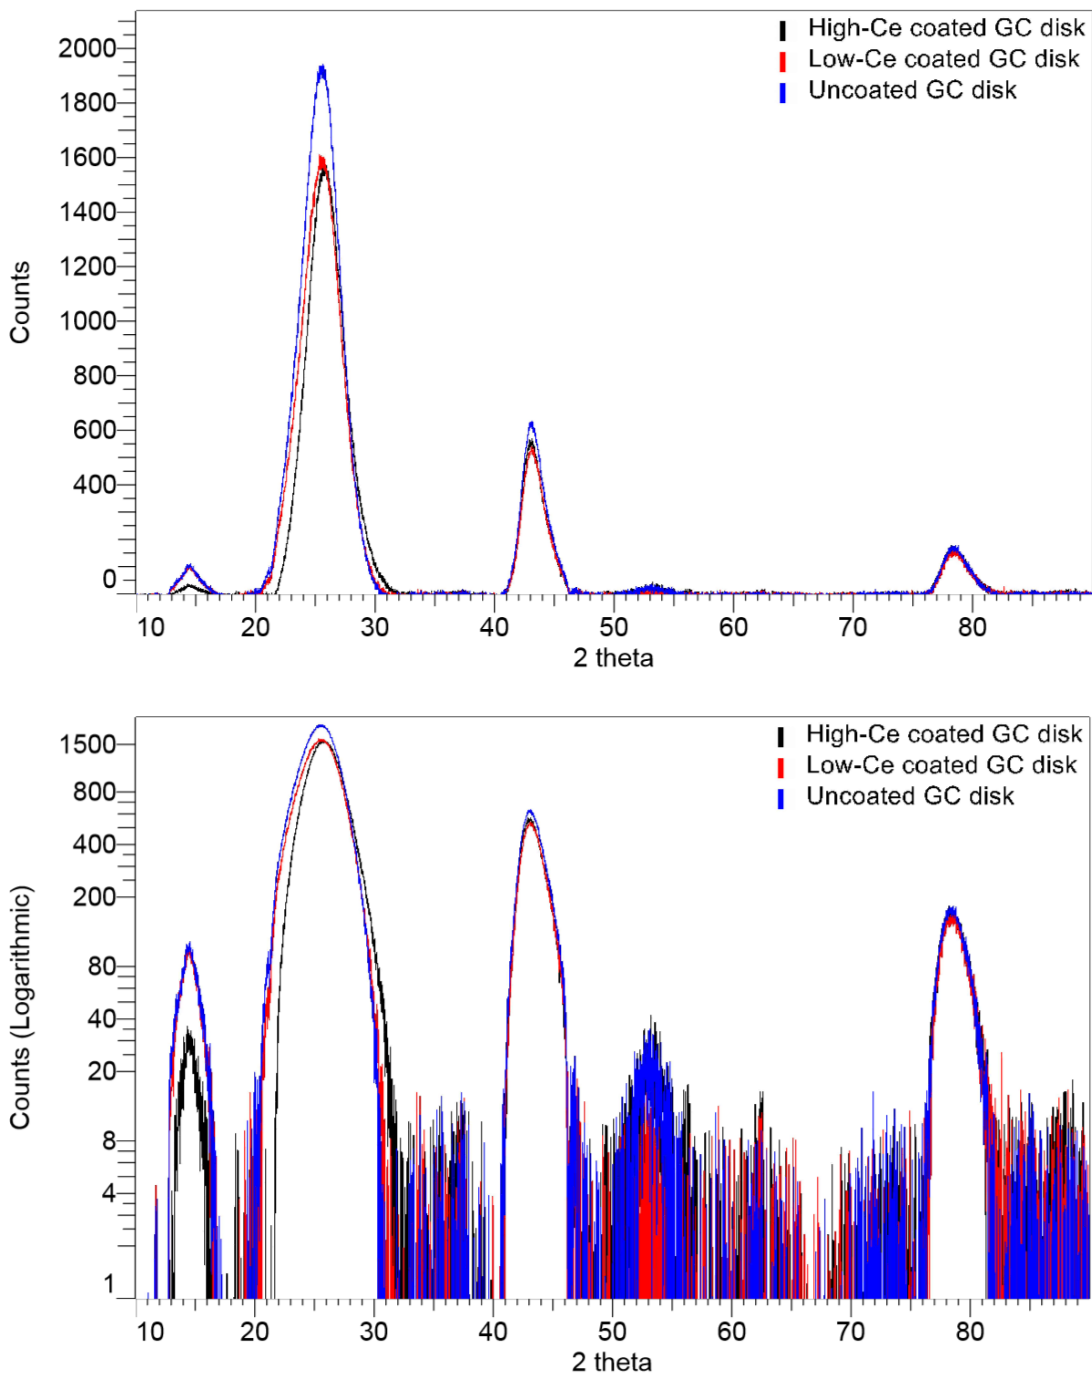 High-Ce coated GC disk
Low-Ce coated GC disk
Uncoated GC disk
2000
1800
1600
1400
1200
1000
800
600
400
0
Counts
10 20 30 40 50 60 70 80
2 theta
High-Ce coated GC disk
Low-Ce coated GC disk
Uncoated GC disk
1500
800
400
200
80
40
20
8
4
1
Counts (Logarithmic)
10 20 30 40 50 60 70 80
2 theta